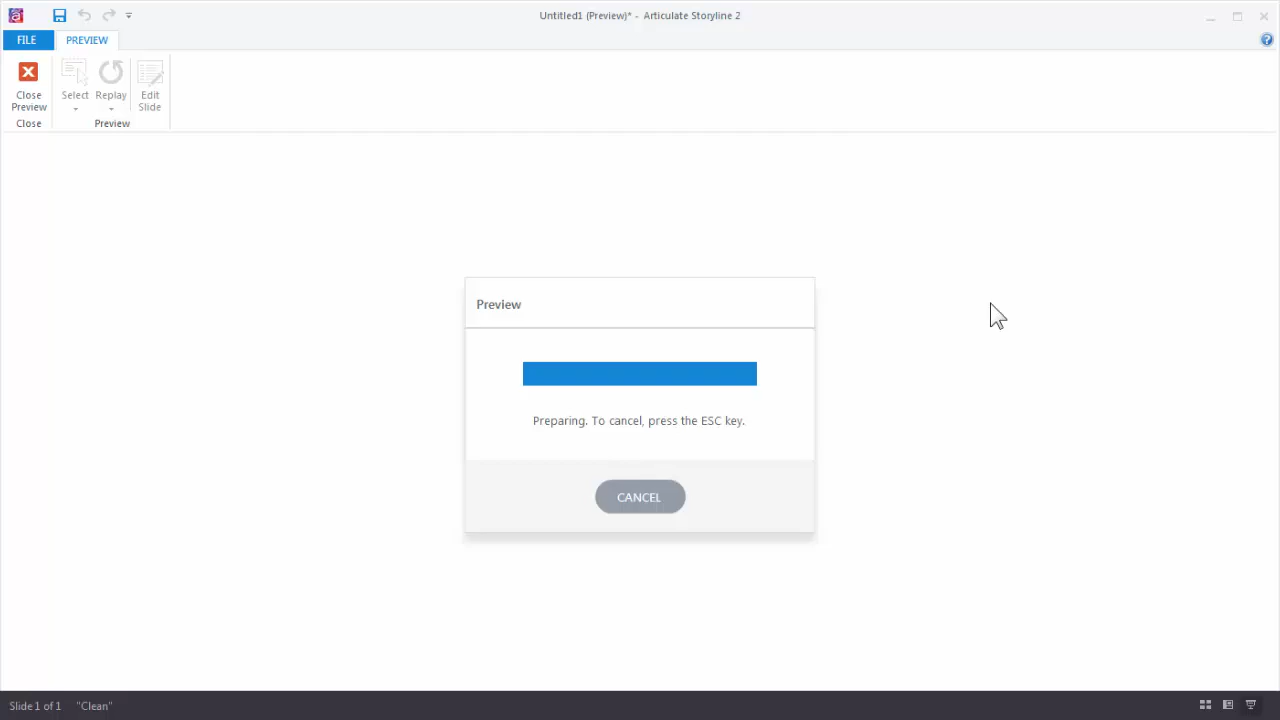 Untitled1 (Preview)* - Articulate Storyline 2
FILE
PREVIEW
Close Preview
Select
Replay
Edit Slide
Close
Preview
Preview
Preparing. To cancel, press the ESC key.
CANCEL
Slide 1 of 1
"Clean"